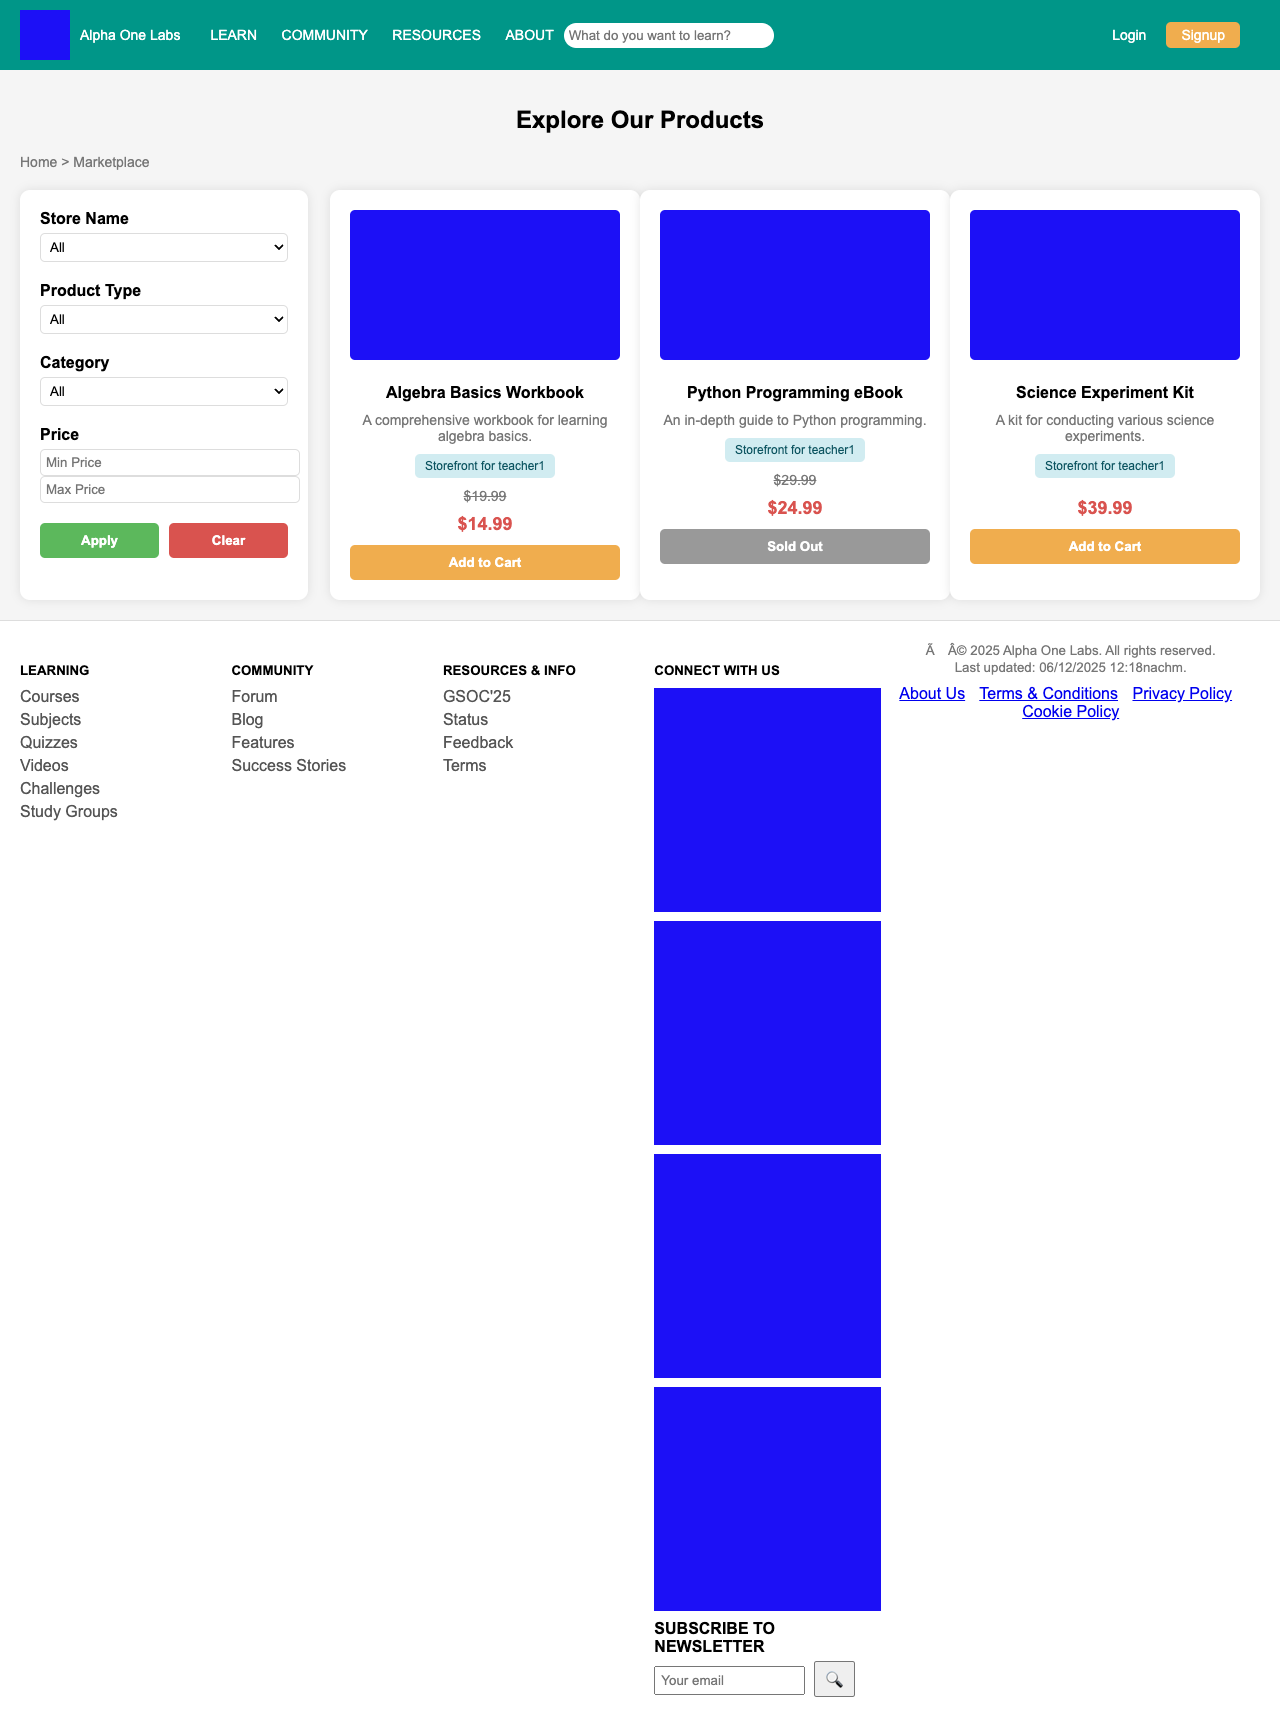 Alpha One Labs LEARN COMMUNITY RESOURCES ABOUT What do you want to learn? Login Signup
Explore Our Products
Home > Marketplace
Store Name
All
Product Type
All
Category
All
Price
Min Price
Max Price
Apply Clear
Algebra Basics Workbook
A comprehensive workbook for learning
algebra basics.
Storefront for teacher1
$19.99
$14.99
Add to Cart
Python Programming eBook
An in-depth guide to Python programming.
Storefront for teacher1
$29.99
$24.99
Sold Out
Science Experiment Kit
A kit for conducting various science
experiments.
Storefront for teacher1
$39.99
Add to Cart
LEARNING
Courses
Subjects
Quizzes
Videos
Challenges
Study Groups
COMMUNITY
Forum
Blog
Features
Success Stories
RESOURCES & INFO
GSOC'25
Status
Feedback
Terms
CONNECT WITH US
SUBSCRIBE TO
NEWSLETTER
Your email
Ã Â© 2025 Alpha One Labs. All rights reserved.
Last updated: 06/12/2025 12:18nachm.
About Us Terms & Conditions Privacy Policy
Cookie Policy